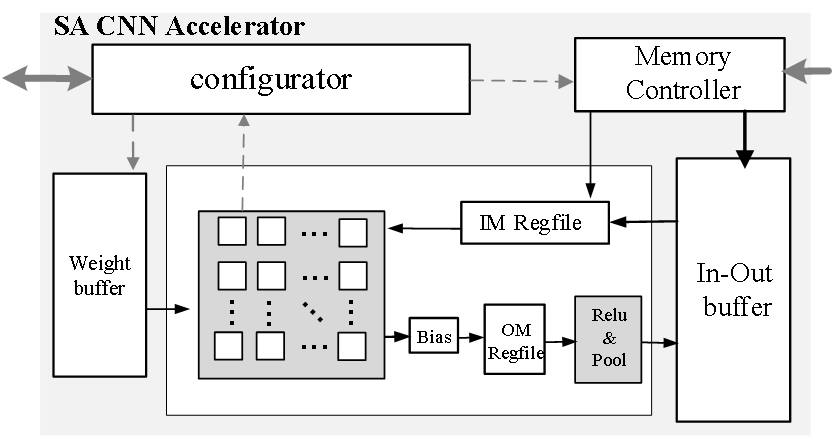 SA CNN Accelerator
configurator
Memory
Controller
IM Regfile
Weight
buffer
In-Out
buffer
Bias
OM
Regfile
Relu
&
Pool